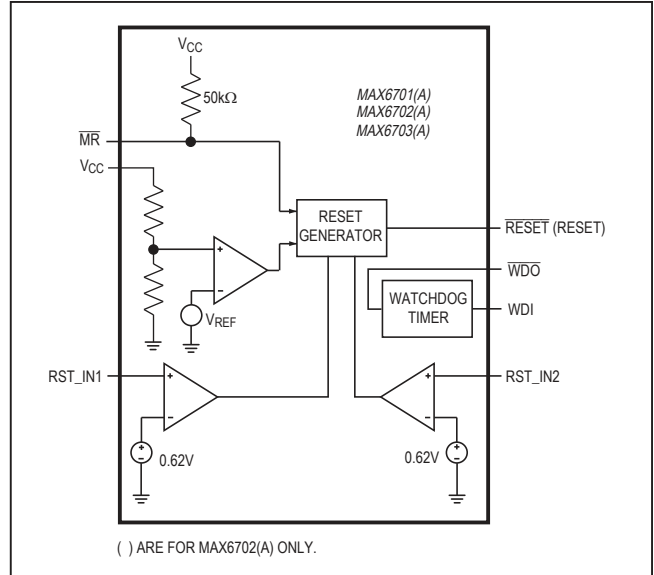 VCC
50kΩ
MAX6701(A)
MAX6702(A)
MAX6703(A)
MR
VCC
+
−
VREF
RESET
GENERATOR
RESET (RESET)
WDO
WATCHDOG
TIMER
WDI
RST_IN1
+
−
+
−
0.62V
RST_IN2
+
−
+
−
0.62V
( ) ARE FOR MAX6702(A) ONLY.